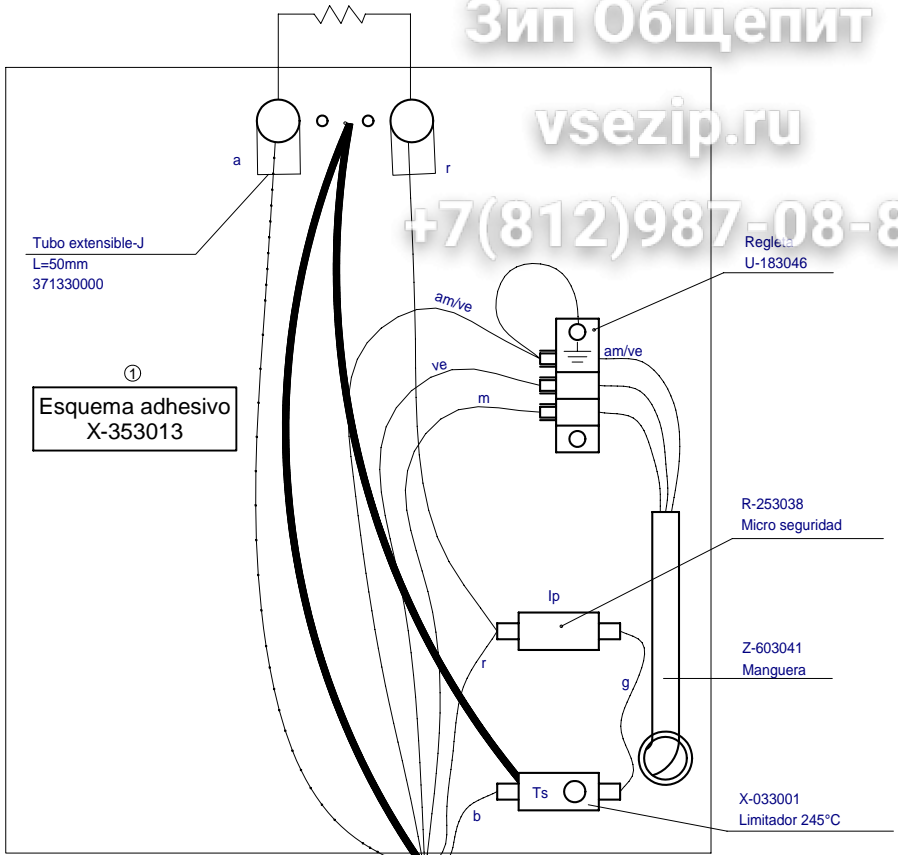 Зип Общепит
vsezip.ru
+7(812)987-08-8
a
r
Tubo extensible-J
L=50mm
371330000
Regleta
U-183046
am/ve
am/ve
ve
m
1
Esquema adhesivo
X-353013
R-253038
Micro seguridad
Ip
r
g
Z-603041
Manguera
Ts
b
X-033001
Limitador 245°C